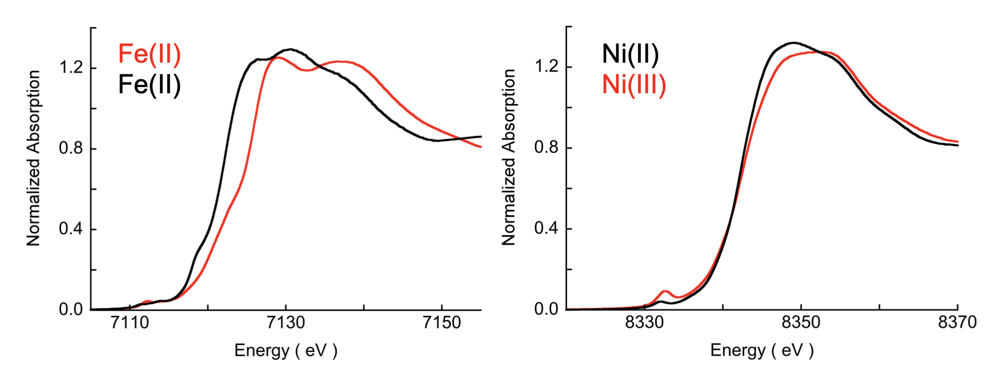 Fe(II)
Fe(II)
Normalized Absorption
1.2
0.8
0.4
0.0
7110
7130
7150
Energy ( eV )
Ni(II)
Ni(III)
Normalized Absorption
1.2
0.8
0.4
0.0
8330
8350
8370
Energy ( eV )